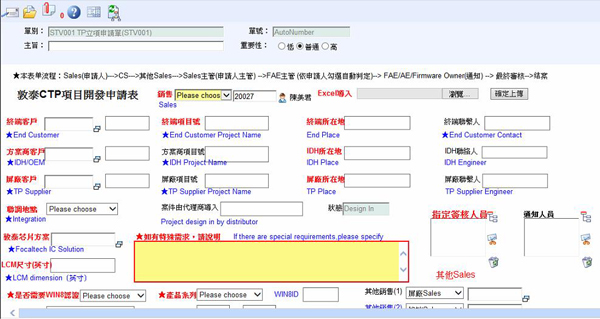 單別： STV001 TP立項申請單(STV001) 單號： AutoNumber
主旨： 重要性： 低 普通 高
★本表單流程：Sales(申請人)--->CS--->其他Sales--->Sales主管(申請人主管) -->FAE主管 (依申請人勾選自動判定)--> FAE/AE/Firmware Owner(通知) --> 最終審核-->結案
敦泰CTP項目開發申請表 銷售 Please choos 20027 陳美君 Excel導入 瀏覽... 確定上傳
Sales
終端客戶 終端項目號 終端所在地 終端聯繫人
★End Customer ★End Customer Project Name End Place ★End Customer Contact
方案商客戶 方案商項目號 IDH所在地 IDH聯絡人
★IDH/OEM ★IDH Project Name IDH Place IDH Engineer
屏廠客戶 屏廠項目號 屏廠所在地 屏廠聯繫人
★TP Supplier ★TP Supplier Project Name TP Place TP Supplier Engineer
聯調地點 Please choose 案件由代理商導入 狀態 Design In 指定簽核人員 通知人員
★Integration Project design in by distributor
敦泰芯片方案 ★如有特殊需求，請說明 If there are special requirements,please specify
★Focaltech IC Solution
LCM尺寸(英寸) 其他Sales
★LCM dimension (英寸)
★是否需要WIN8認證 Please choose ★產品系列 Please choose WIN8ID 其他銷售(1) 屏廠Sales
其他銷售(2)